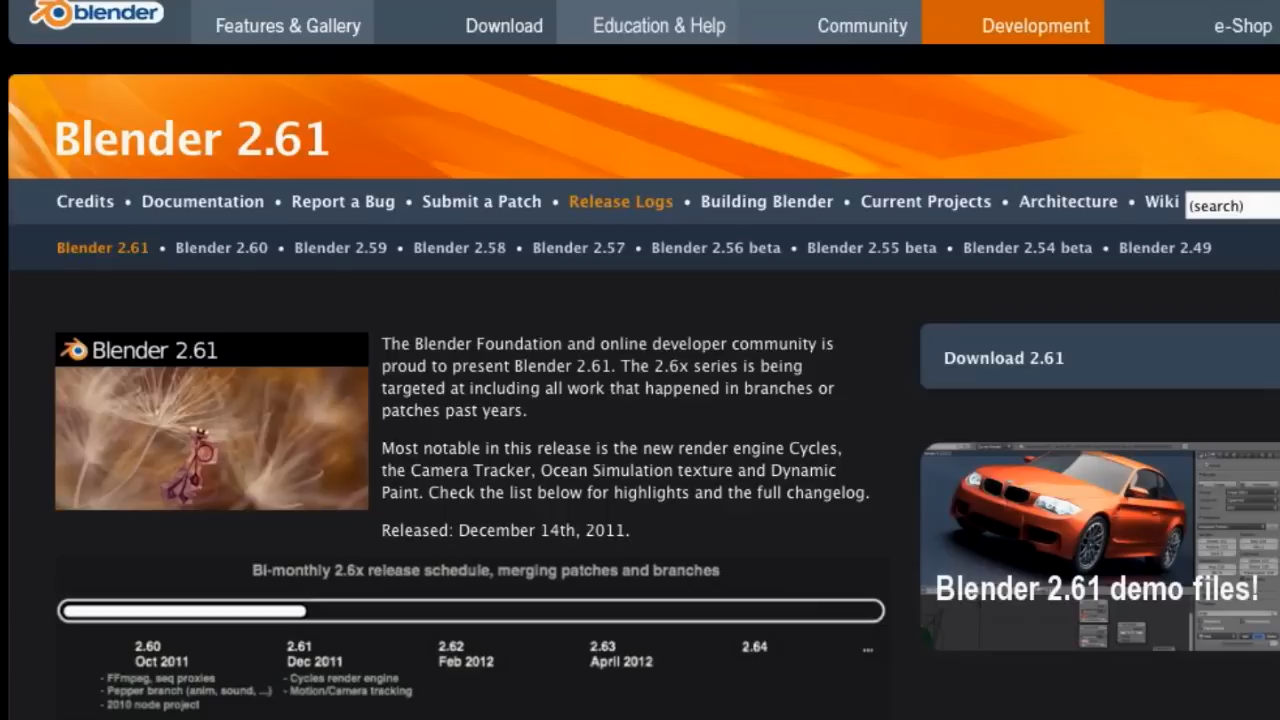 blender
Features & Gallery
Download
Education & Help
Community
Development
e-Shop
Blender 2.61
Credits • Documentation • Report a Bug • Submit a Patch • Release Logs • Building Blender • Current Projects • Architecture • Wiki
(search)
Blender 2.61 • Blender 2.60 • Blender 2.59 • Blender 2.58 • Blender 2.57 • Blender 2.56 beta • Blender 2.55 beta • Blender 2.54 beta • Blender 2.49
Blender 2.61
The Blender Foundation and online developer community is
proud to present Blender 2.61. The 2.6x series is being
targeted at including all work that happened in branches or
patches past years.
Most notable in this release is the new render engine Cycles,
the Camera Tracker, Ocean Simulation texture and Dynamic
Paint. Check the list below for highlights and the full changelog.
Released: December 14th, 2011.
Download 2.61
Blender 2.61 demo files!
Bi-monthly 2.6x release schedule, merging patches and branches
2.60
Oct 2011
- FFmpeg, seq proxies
- Pepper branch (anim, sound, ...)
- 2010 node project
2.61
Dec 2011
- Cycles render engine
- Motion/Camera tracking
2.62
Feb 2012
2.63
April 2012
2.64
...